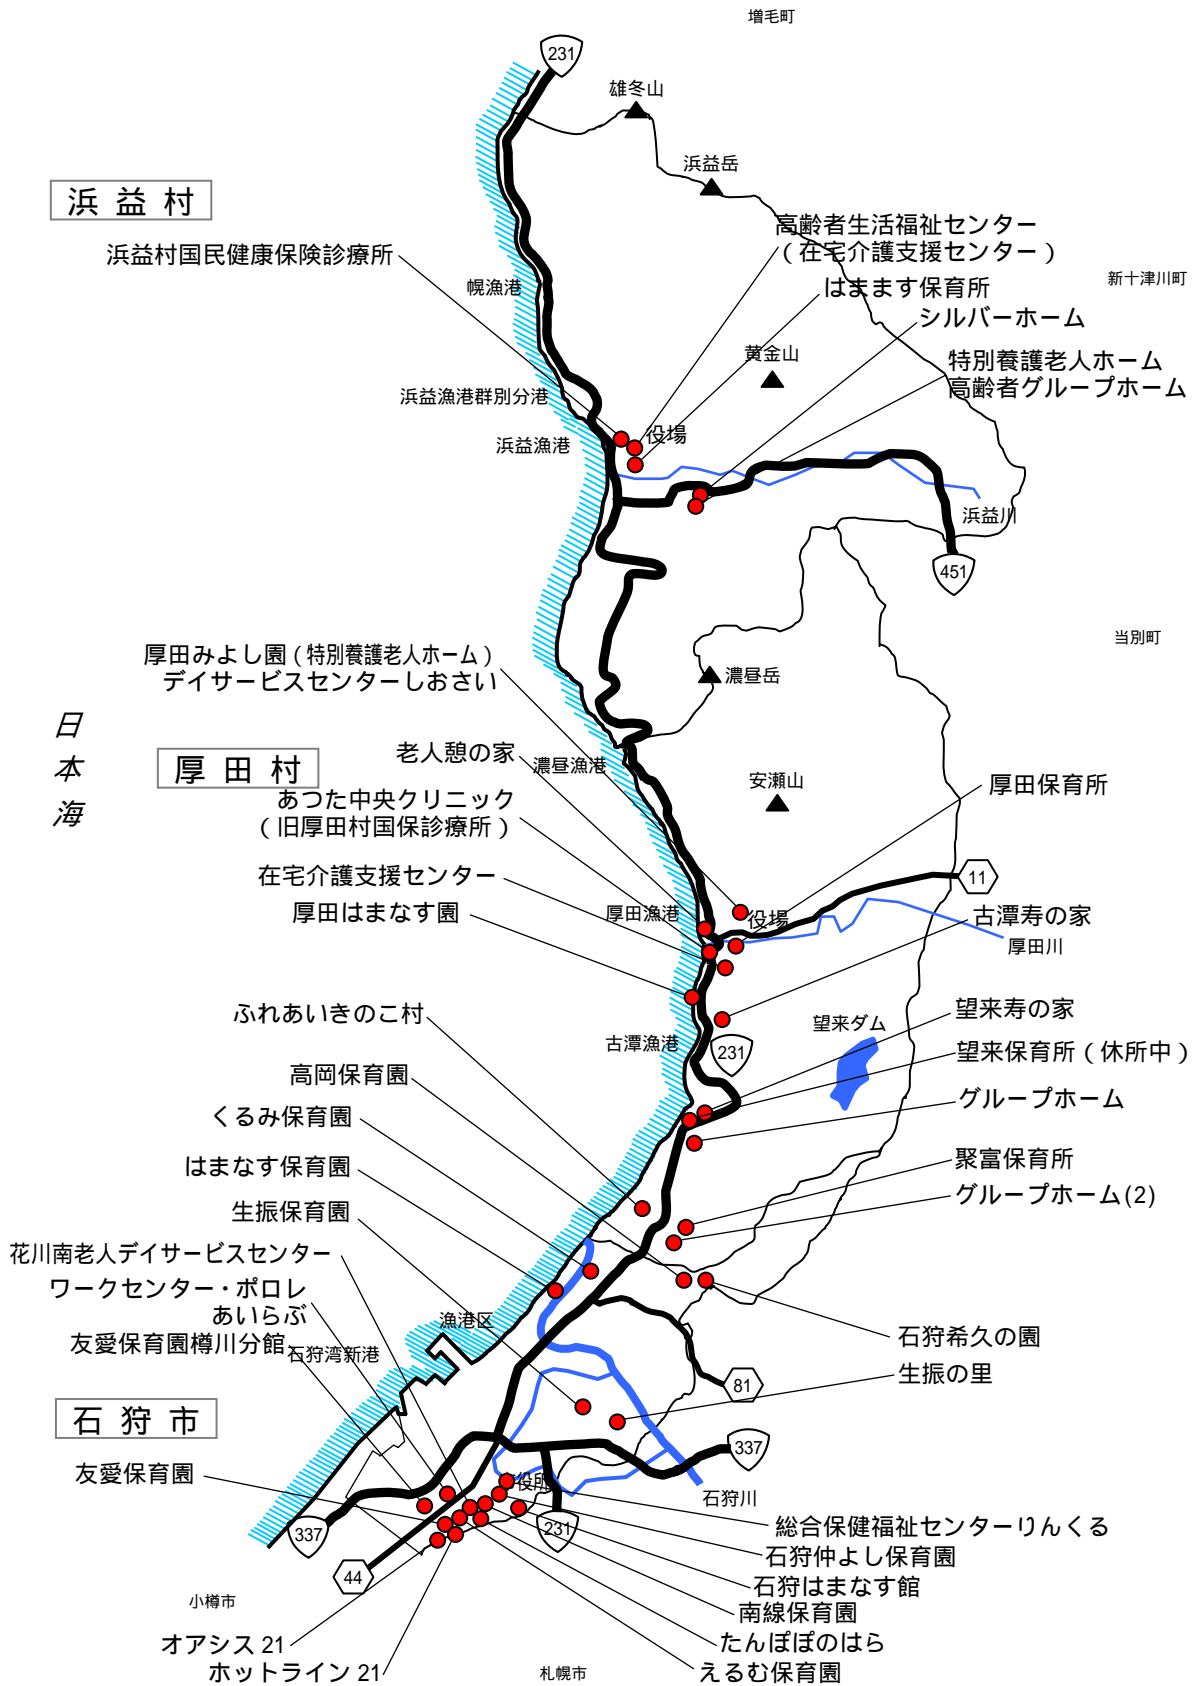 増毛町
231
雄冬山
浜益岳
浜益村
高齢者生活福祉センター
(在宅介護支援センター)
浜益村国民健康保険診療所
新十津川町
幌漁港
はまます保育所
シルバーホーム
黄金山
特別養護老人ホーム
高齢者グループホーム
浜益漁港群別分港
役場
浜益漁港
浜益川
451
当別町
厚田みよし園(特別養護老人ホーム)
デイサービスセンターしおさい
濃昼岳
日本海
厚田村
老人憩の家
濃昼漁港
安瀬山
厚田保育所
あつた中央クリニック
(旧厚田村国保診療所)
在宅介護支援センター
11
厚田はまなす園
厚田漁港
役場
古潭寿の家
厚田川
ふれあいきのこ村
望来寿の家
望来ダム
古潭漁港
231
望来保育所(休所中)
高岡保育園
グループホーム
くるみ保育園
はまなす保育園
聚富保育所
グループホーム(2)
生振保育園
花川南老人デイサービスセンター
ワークセンター・ポロレ
あいらぶ
漁港区
石狩希久の園
友愛保育園樽川分館
石狩湾新港
生振の里
81
石狩市
337
友愛保育園
市役所
石狩川
337
231
総合保健福祉センターりんくる
石狩仲よし保育園
44
石狩はまなす館
小樽市
南線保育園
オアシス21
たんぽぽのはら
ホットライン21
札幌市
えるむ保育園